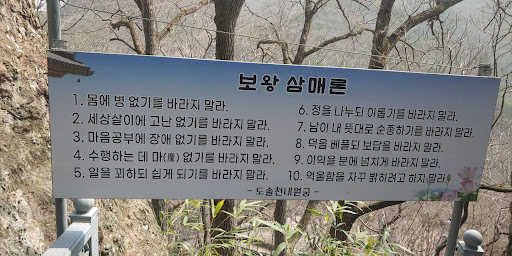 보왕 삼매론
1. 몸에 병 없기를 바라지 말라.
2. 세상살이에 고난 없기를 바라지 말라.
3. 마음공부에 장애 없기를 바라지 말라.
4. 수행하는 데 마(魔) 없기를 바라지 말라.
5. 일을 꾀하되 쉽게 되기를 바라지 말라.
6. 정을 나누되 이롭기를 바라지 말라.
7. 남이 내 뜻대로 순종하기를 바라지 말라.
8. 덕을 베풀되 보답을 바라지 말라.
9. 이익을 분에 넘치게 바라지 말라.
10. 억울함을 자꾸 밝히려고 하지 말라.
- 도솔천내원궁 -